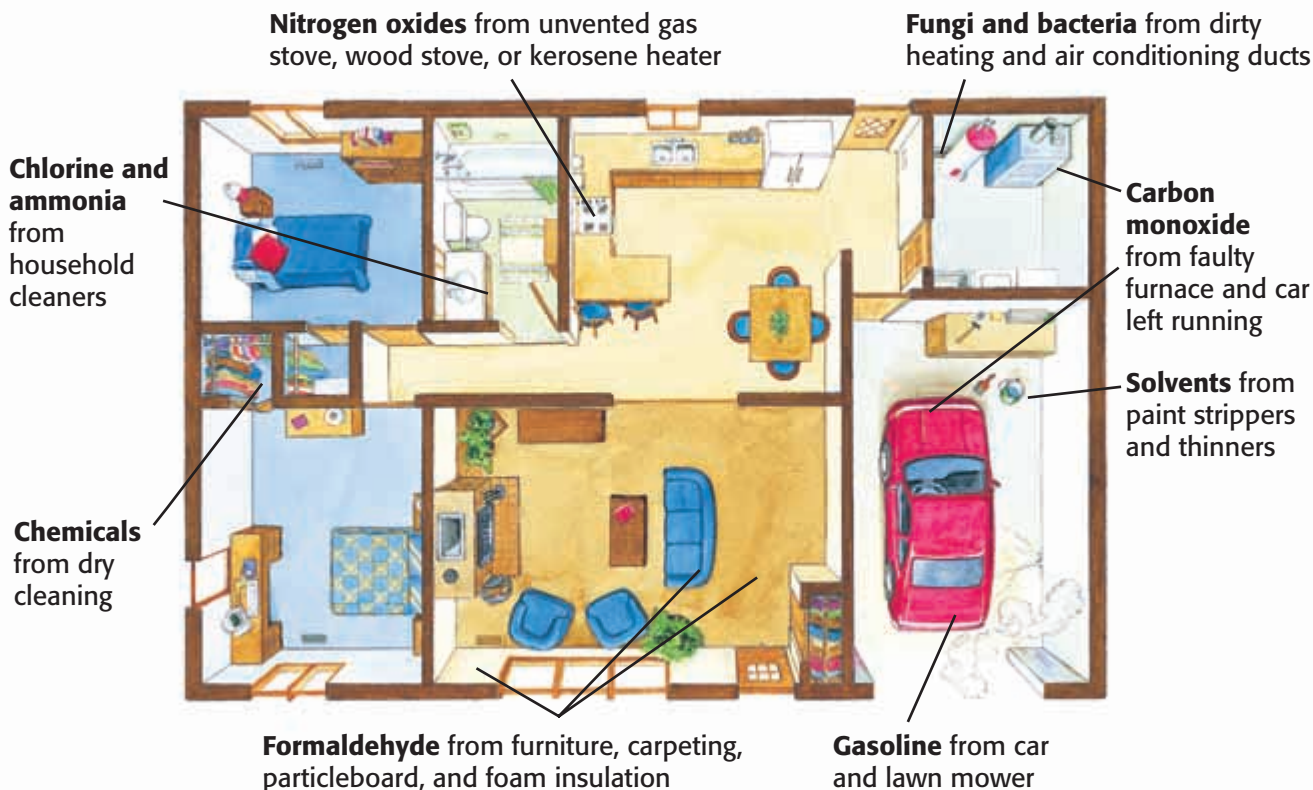 Nitrogen oxides from unvented gas
stove, wood stove, or kerosene heater
Fungi and bacteria from dirty
heating and air conditioning ducts
Chlorine and
ammonia
from
household
cleaners
Carbon
monoxide
from faulty
furnace and car
left running
Solvents from
paint strippers
and thinners
Chemicals
from dry
cleaning
Formaldehyde from furniture, carpeting,
particleboard, and foam insulation
Gasoline from car
and lawn mower